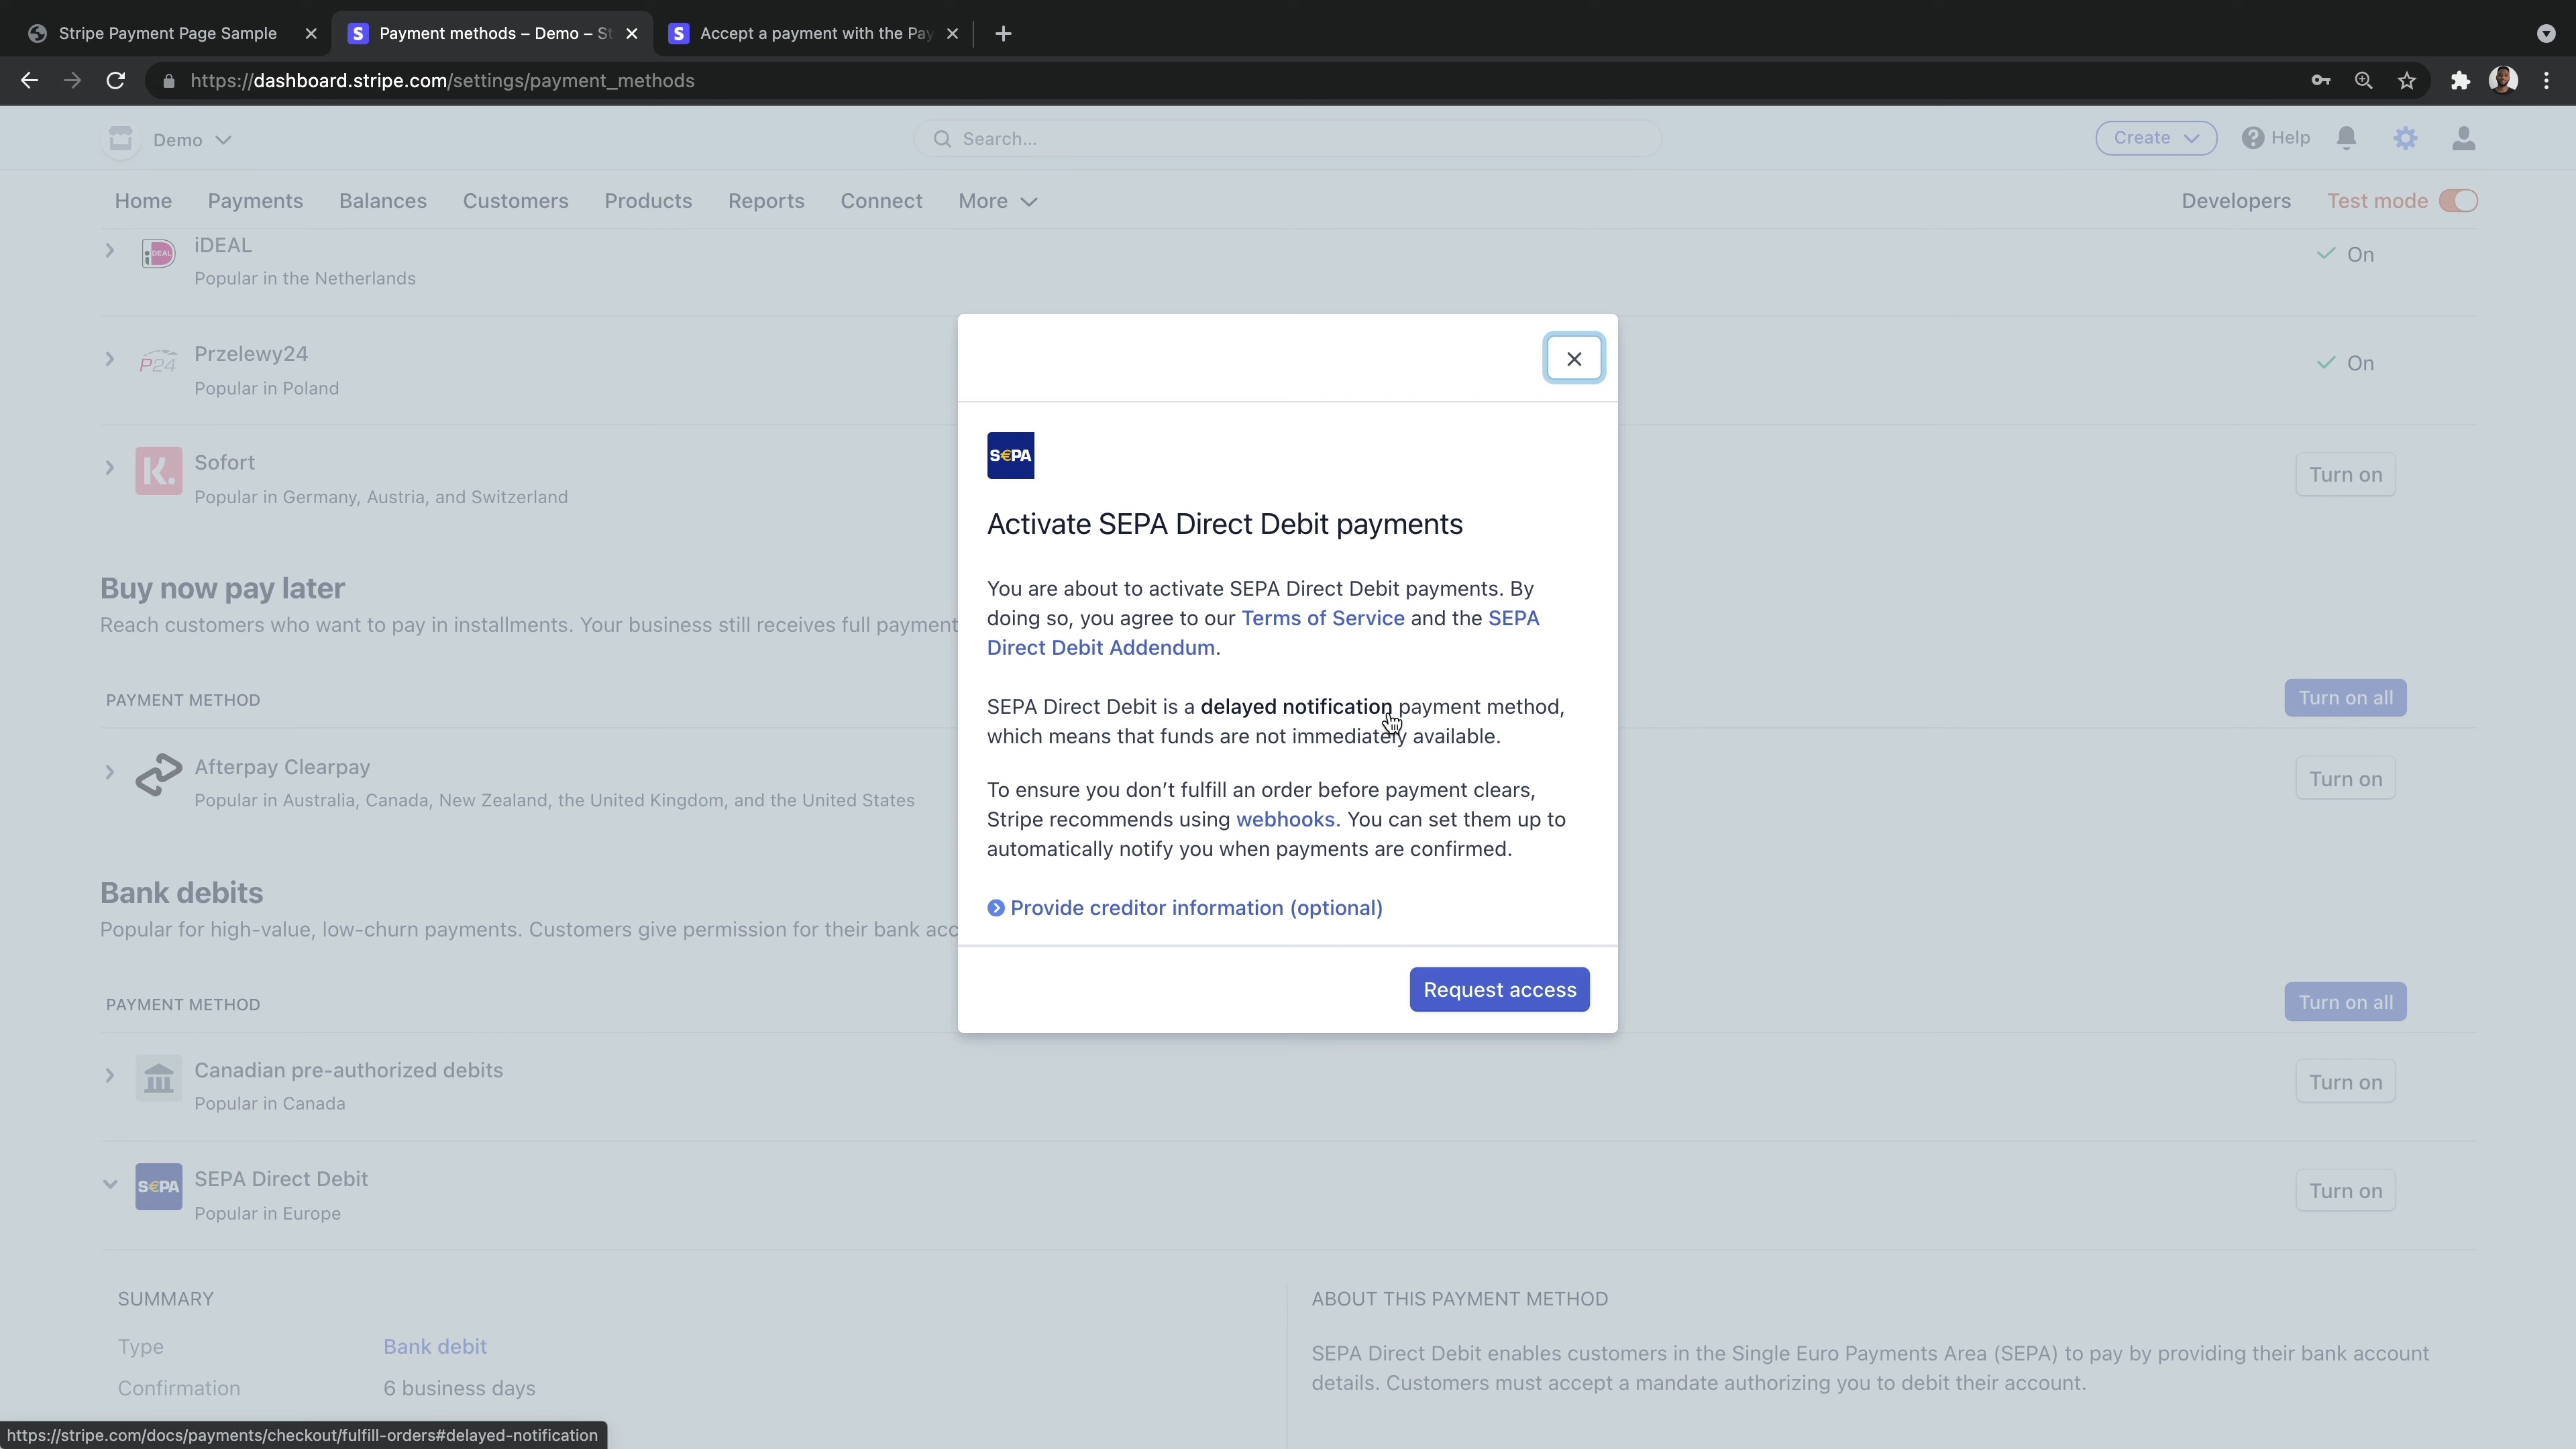 Stripe Payment Page Sample
Payment methods – Demo – St
Accept a payment with the Pay
https://dashboard.stripe.com/settings/payment_methods
Demo
Search...
Create
Help
Home
Payments
Balances
Customers
Products
Reports
Connect
More
Developers
Test mode
iDEAL
iDEAL
Popular in the Netherlands
On
P24
Przelewy24
Popular in Poland
On
K.
Sofort
Popular in Germany, Austria, and Switzerland
Turn on
Buy now pay later
Reach customers who want to pay in installments. Your business still receives full payment
PAYMENT METHOD
Turn on all
Afterpay Clearpay
Popular in Australia, Canada, New Zealand, the United Kingdom, and the United States
Turn on
Bank debits
Popular for high-value, low-churn payments. Customers give permission for their bank acc
PAYMENT METHOD
Turn on all
Canadian pre-authorized debits
Popular in Canada
Turn on
S€PA
SEPA Direct Debit
Popular in Europe
Turn on
SUMMARY
Type
Bank debit
Confirmation
6 business days
ABOUT THIS PAYMENT METHOD
SEPA Direct Debit enables customers in the Single Euro Payments Area (SEPA) to pay by providing their bank account
details. Customers must accept a mandate authorizing you to debit their account.
S€PA
Activate SEPA Direct Debit payments
You are about to activate SEPA Direct Debit payments. By
doing so, you agree to our Terms of Service and the SEPA
Direct Debit Addendum.
SEPA Direct Debit is a delayed notification payment method,
which means that funds are not immediately available.
To ensure you don’t fulfill an order before payment clears,
Stripe recommends using webhooks. You can set them up to
automatically notify you when payments are confirmed.
Provide creditor information (optional)
Request access
https://stripe.com/docs/payments/checkout/fulfill-orders#delayed-notification